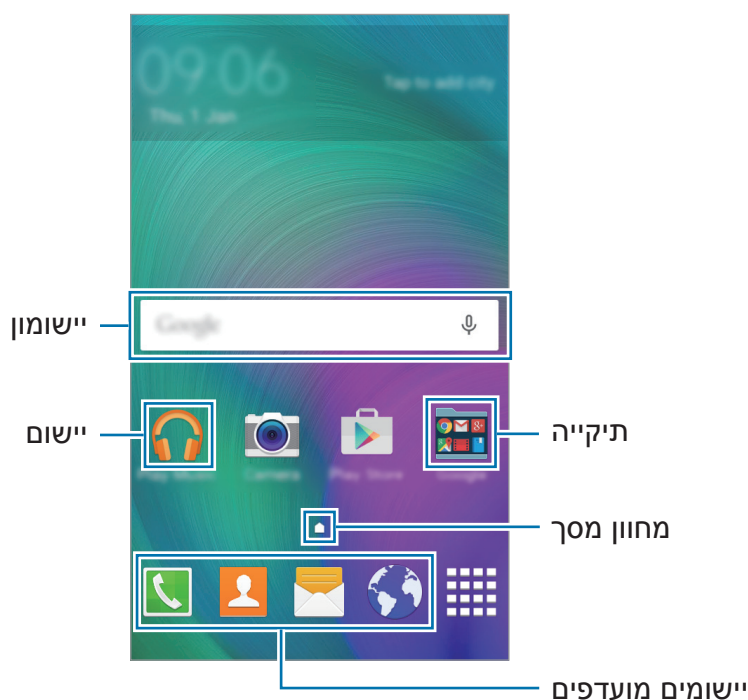 09:06
Tap to add city
Thu, 1 Jan
יישומון
Google
יישום
תיקייה
Play Music
Camera
Play Store
Google
מחוון מסך
יישומים מועדפים